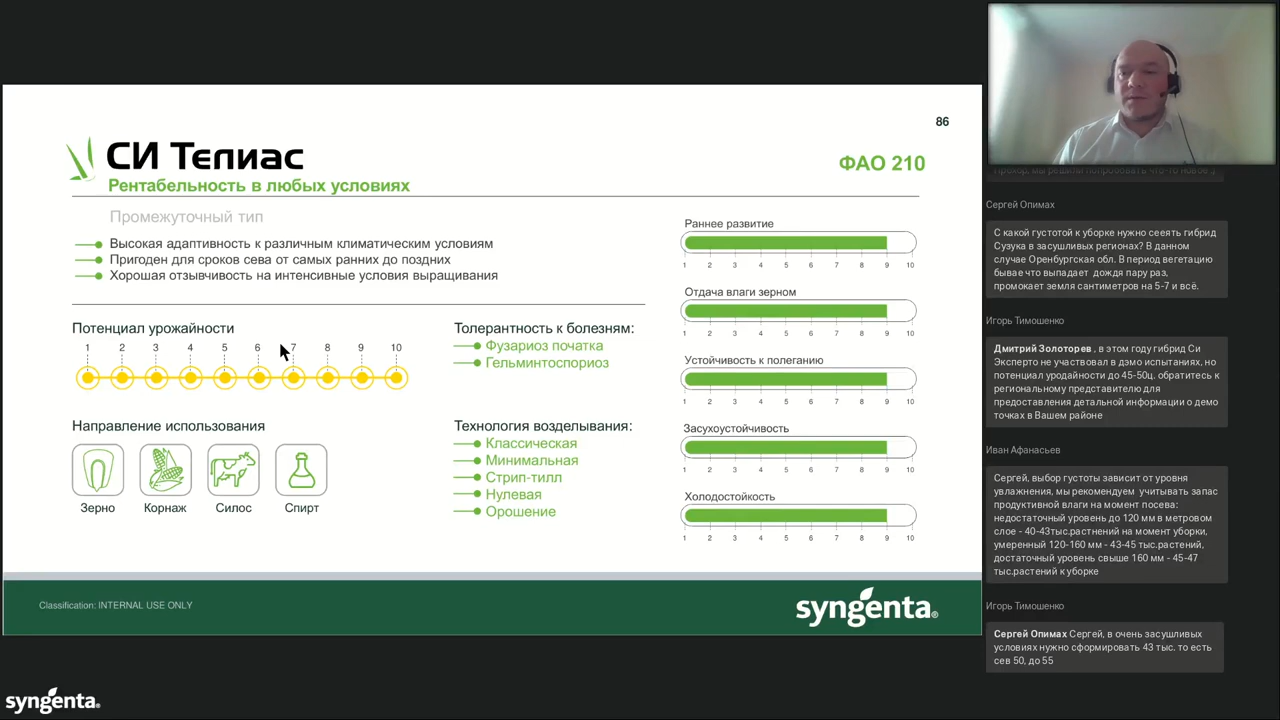 86
СИ Телиас
ФАО 210
Рентабельность в любых условиях
Промежуточный тип
Высокая адаптивность к различным климатическим условиям
Пригоден для сроков сева от самых ранних до поздних
Хорошая отзывчивость на интенсивные условия выращивания
Потенциал урожайности
1 2 3 4 5 6 7 8 9 10
Направление использования
Зерно Корнаж Силос Спирт
Толерантность к болезням:
Фузариоз початка
Гельминтоспориоз
Технология возделывания:
Классическая
Минимальная
Стрип-тилл
Нулевая
Орошение
Раннее развитие
1 2 3 4 5 6 7 8 9 10
Отдача влаги зерном
1 2 3 4 5 6 7 8 9 10
Устойчивость к полеганию
1 2 3 4 5 6 7 8 9 10
Засухоустойчивость
1 2 3 4 5 6 7 8 9 10
Холодостойкость
1 2 3 4 5 6 7 8 9 10
Classification: INTERNAL USE ONLY
syngenta®
syngenta®
Прохор, мы решили попробовать что-то новое ;)
Сергей Опимах
С какой густотой к уборке нужно сеять гибрид
Сузука в засушливых регионах? В данном
случае Оренбургская обл. В период вегетацию
бывае что выпадает дождя пару раз,
промокает земля сантиметров на 5-7 и всё.
Игорь Тимошенко
Дмитрий Золоторев , в этом году гибрид Си
Эксперто не участвовал в дэмо испытаниях, но
потенциал уродайности до 45-50ц. обратитесь к
региональному представителю для
предоставления детальной информации о демо
точках в Вашем районе
Иван Афанасьев
Сергей, выбор густоты зависит от уровня
увлажнения, мы рекомендуем учитывать запас
продуктивной влаги на момент посева:
недостаточный уровень до 120 мм в метровом
слое - 40-43тыс.растнений на момент уборки,
умеренный 120-160 мм - 43-45 тыс.растений,
достаточный уровень свыше 160 мм - 45-47
тыс.растений к уборке
Игорь Тимошенко
Сергей Опимах Сергей, в очень засушливых
условиях нужно сформировать 43 тыс. то есть
сев 50, до 55